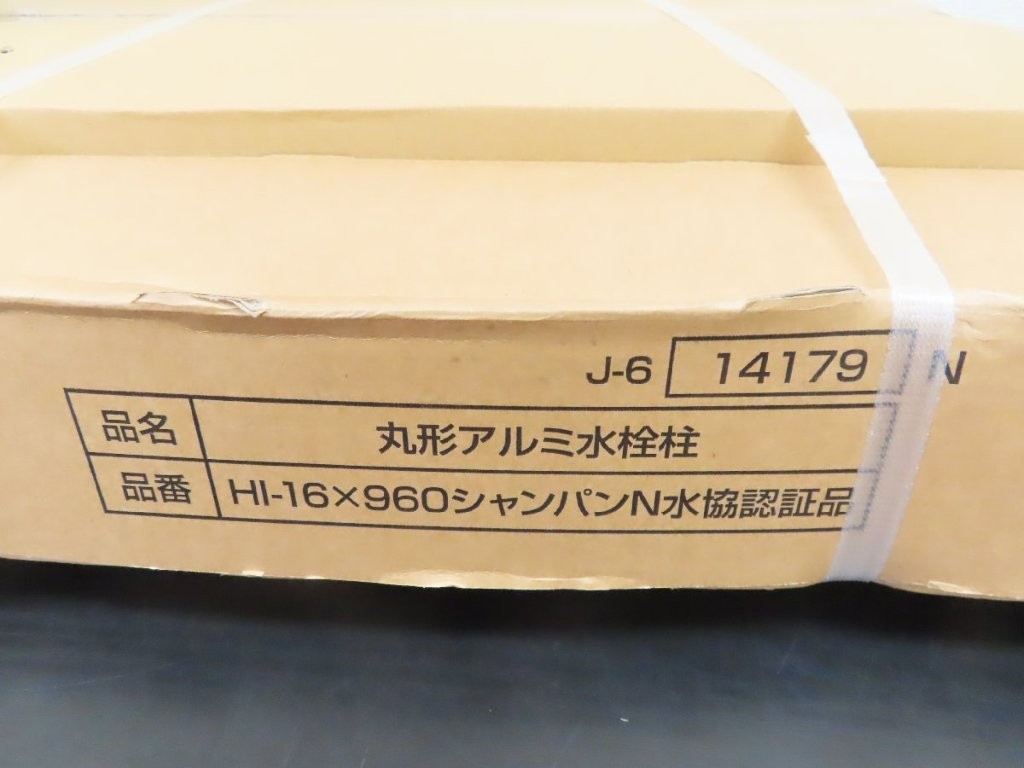 J-6 14179 N
品名 丸形アルミ水栓柱
品番 HI-16×960シャンパンN水協認証品